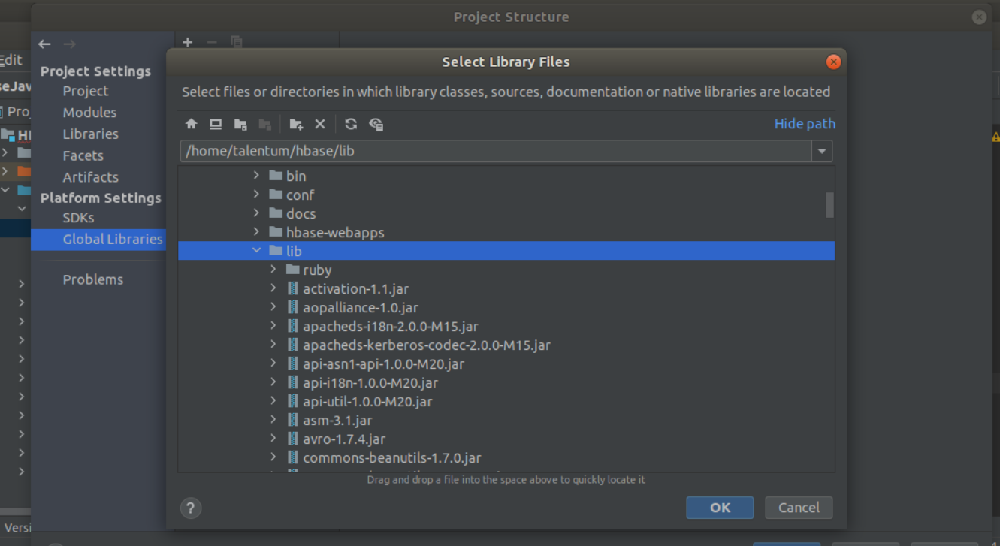 Project Structure
Edit
Project Settings
Project
Modules
Libraries
Facets
Artifacts
Platform Settings
SDKs
Global Libraries
Problems
Select Library Files
Select files or directories in which library classes, sources, documentation or native libraries are located
Hide path
/home/talentum/hbase/lib
bin
conf
docs
hbase-webapps
lib
ruby
activation-1.1.jar
aopalliance-1.0.jar
apacheds-i18n-2.0.0-M15.jar
apacheds-kerberos-codec-2.0.0-M15.jar
api-asn1-api-1.0.0-M20.jar
api-i18n-1.0.0-M20.jar
api-util-1.0.0-M20.jar
asm-3.1.jar
avro-1.7.4.jar
commons-beanutils-1.7.0.jar
Drag and drop a file into the space above to quickly locate it
?
OK
Cancel